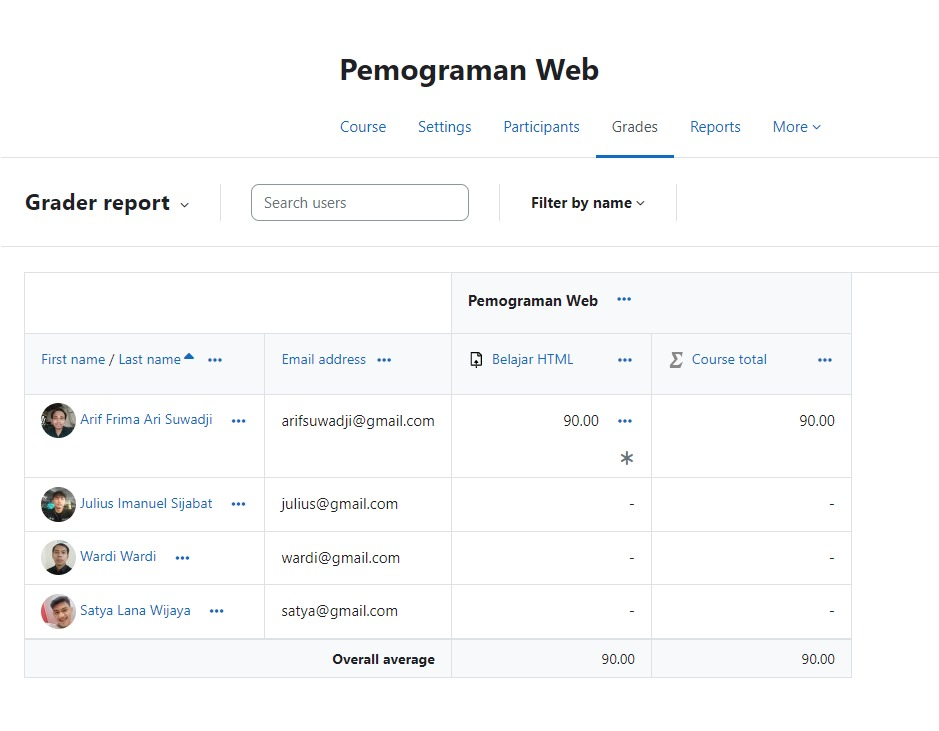 Pemograman Web
Course Settings Participants Grades Reports More
Grader report Search users Filter by name
Pemograman Web
First name / Last name Email address Belajar HTML Σ Course total
Arif Frima Ari Suwadji arifsuwadji@gmail.com 90.00 90.00
Julius Imanuel Sijabat julius@gmail.com - -
Wardi Wardi wardi@gmail.com - -
Satya Lana Wijaya satya@gmail.com - -
Overall average 90.00 90.00